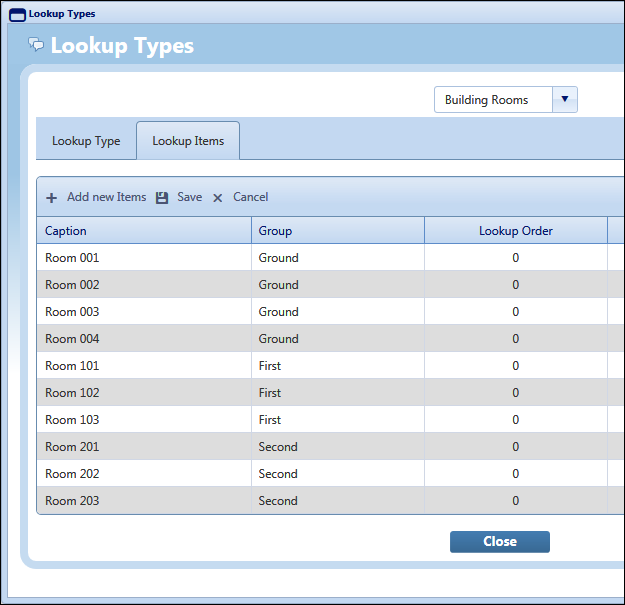 Lookup Types
Lookup Types
Building Rooms
Lookup Type Lookup Items
Add new Items Save Cancel
Caption Group Lookup Order
Room 001 Ground 0
Room 002 Ground 0
Room 003 Ground 0
Room 004 Ground 0
Room 101 First 0
Room 102 First 0
Room 103 First 0
Room 201 Second 0
Room 202 Second 0
Room 203 Second 0
Close